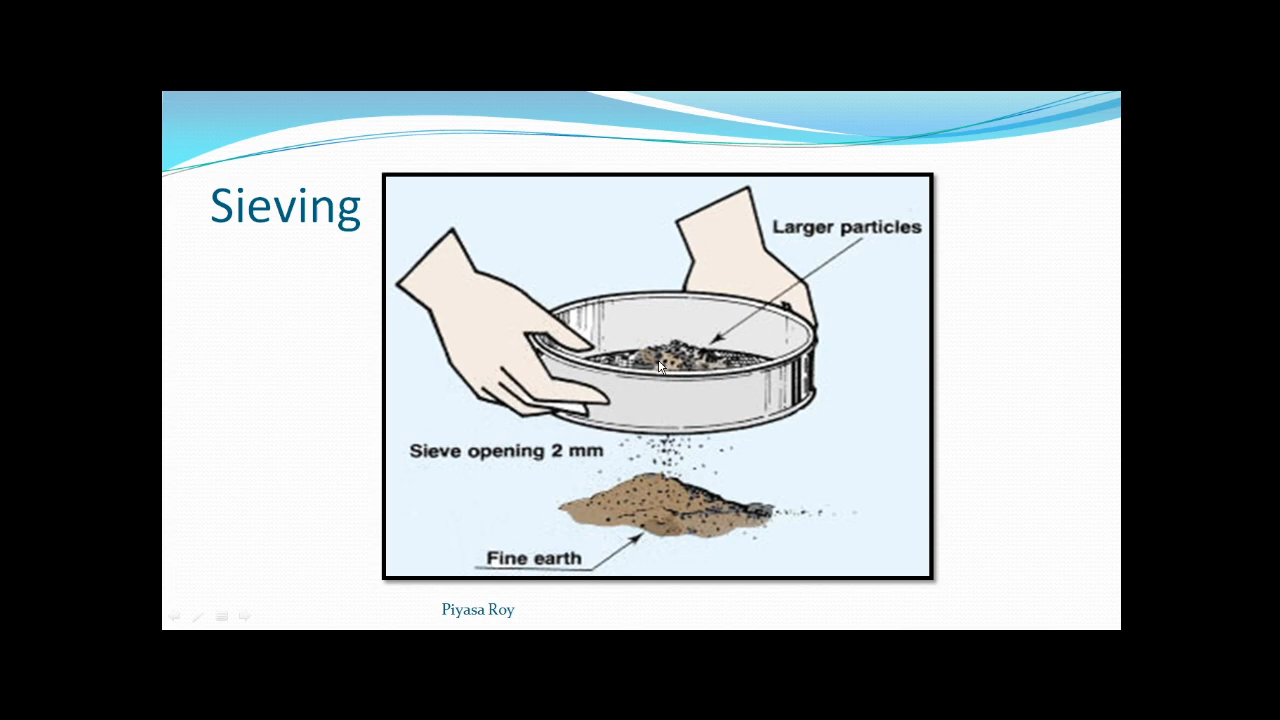 Sieving
Larger particles
Sieve opening 2 mm
Fine earth
Piyasa Roy